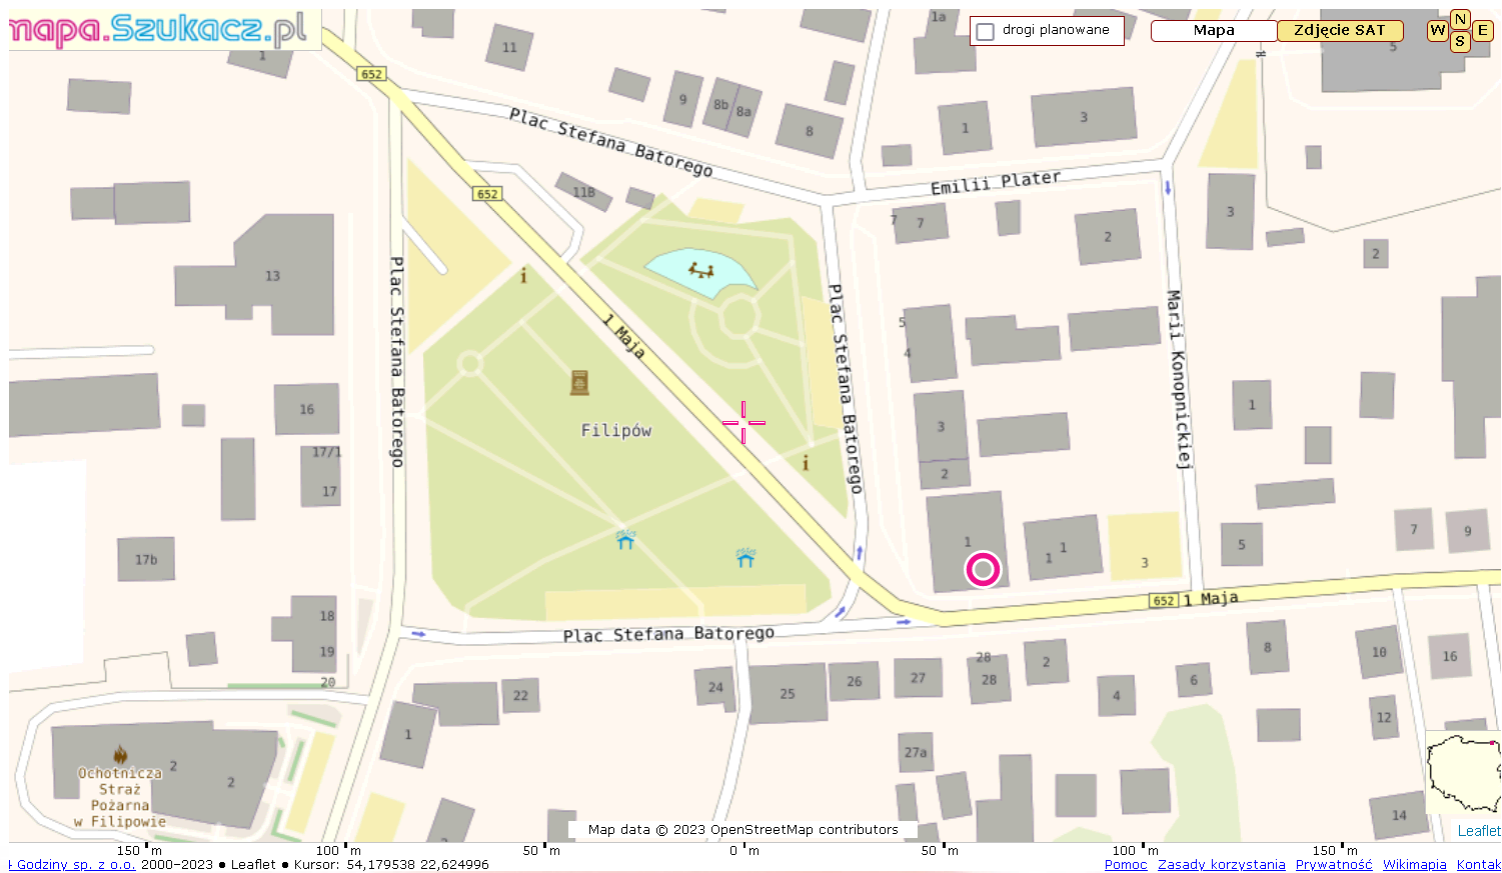 mapa.Szukacz.pl
drogi planowane
Mapa
Zdjęcie SAT
N
W E
S
652
1
11
1a
5
≠
9
8b
8a
8
1
3
Plac Stefana Batorego
652
11B
Emilii Plater
7
7
2
3
2
13
i
Plac Stefana Batorego
1 Maja
Plac Stefana Batorego
Marii Konopnickiej
5
4
16
Filipów
3
1
17/1
17
i
2
17b
1
1
1
3
5
7
9
652
1 Maja
18
19
20
Plac Stefana Batorego
28
28
2
8
10
16
22
24
25
26
27
6
4
12
1
27a
2
2
Ochotnicza
Straż
Pożarna
w Filipowie
14
Map data © 2023 OpenStreetMap contributors
Leaflet
150 m
100 m
50 m
0 m
50 m
100 m
150 m
4 Godziny sp. z o.o. 2000–2023 ● Leaflet ● Kursor: 54,179538 22,624996
Pomoc Zasady korzystania Prywatność Wikimapia Kontak